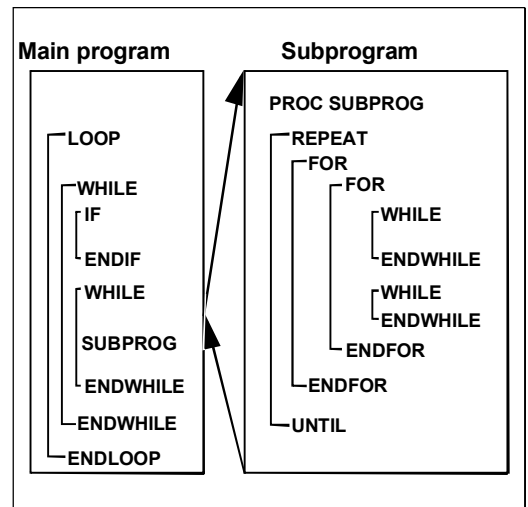 Main program
LOOP
WHILE
IF
ENDIF
WHILE
SUBPROG
ENDWHILE
ENDWHILE
ENDLOOP
Subprogram
PROC SUBPROG
REPEAT
FOR
FOR
WHILE
ENDWHILE
WHILE
ENDWHILE
ENDFOR
ENDFOR
UNTIL